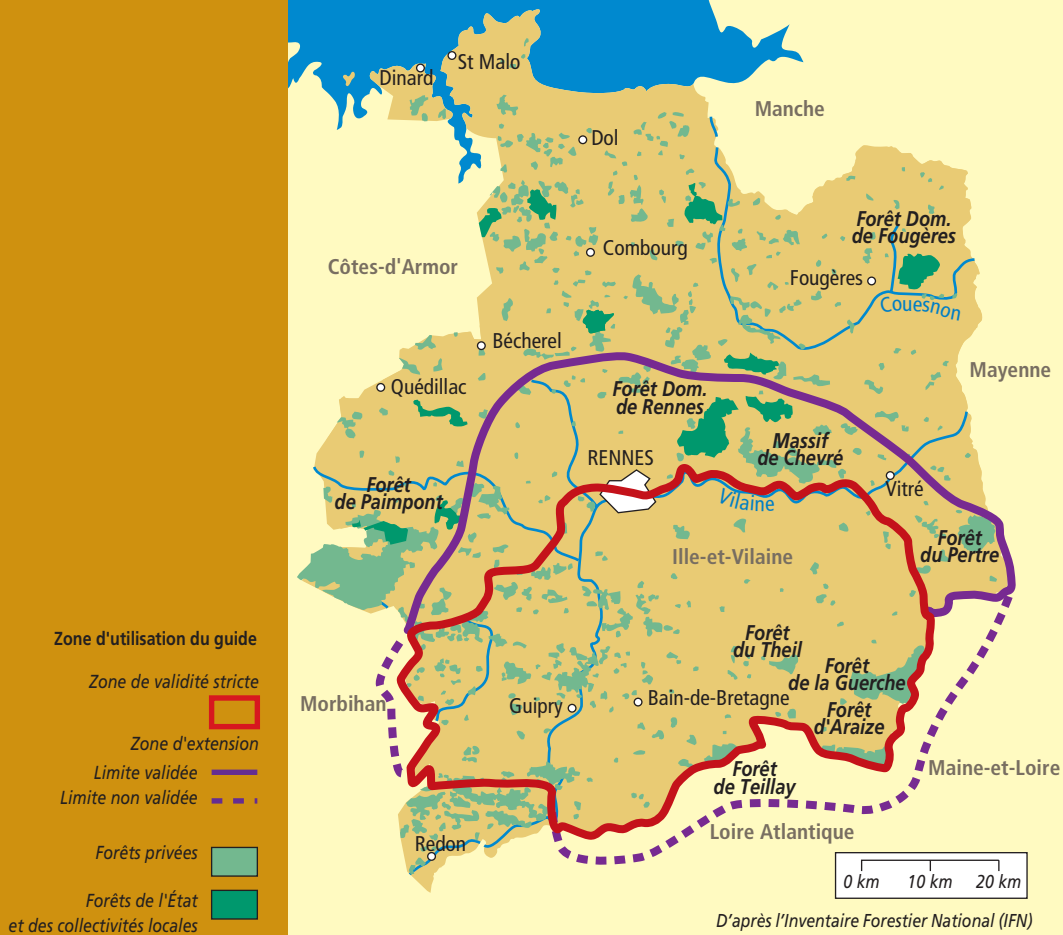 St Malo
Dinard
Manche
Dol
Forêt Dom.
de Fougères
Combourg
Côtes-d'Armor
Fougères
Couesnon
Bécherel
Mayenne
Quédillac
Forêt Dom.
de Rennes
Massif
de Chevré
RENNES
Vitré
Forêt
de Paimpont
Vilaine
Forêt
du Pertre
Ille-et-Vilaine
Zone d'utilisation du guide
Zone de validité stricte
Zone d'extension
Limite validée
Limite non validée
Forêts privées
Forêts de l'État
et des collectivités locales
Forêt
du Theil
Forêt
de la Guerche
Morbihan
Guipry
Bain-de-Bretagne
Forêt
d'Araize
Forêt
de Teillay
Maine-et-Loire
Loire Atlantique
Redon
0 km 10 km 20 km
D'après l'Inventaire Forestier National (IFN)